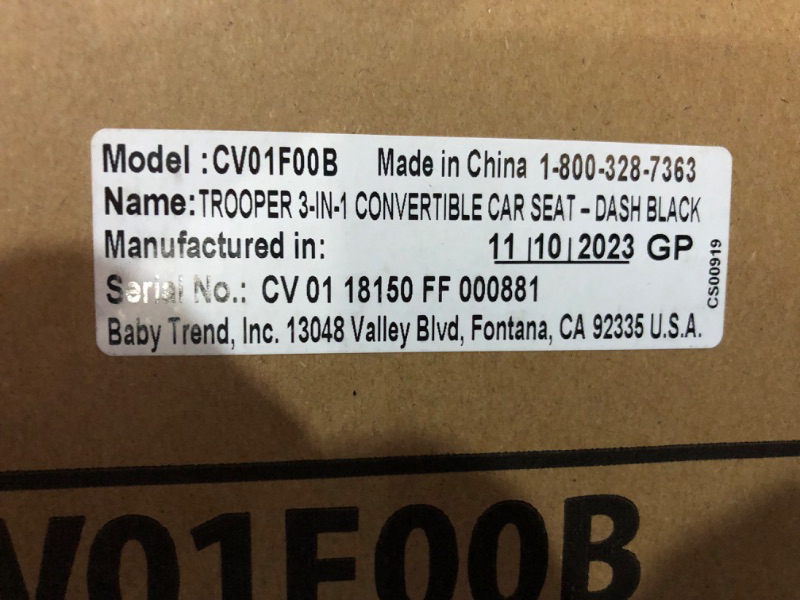 Model : CV01F00B Made in China 1-800-328-7363
Name: TROOPER 3-IN-1 CONVERTIBLE CAR SEAT – DASH BLACK
Manufactured in: 11 | 10 | 2023 GP
Serial No.: CV 01 18150 FF 000881
Baby Trend, Inc. 13048 Valley Blvd, Fontana, CA 92335 U.S.A.
CS00919
V01F00B